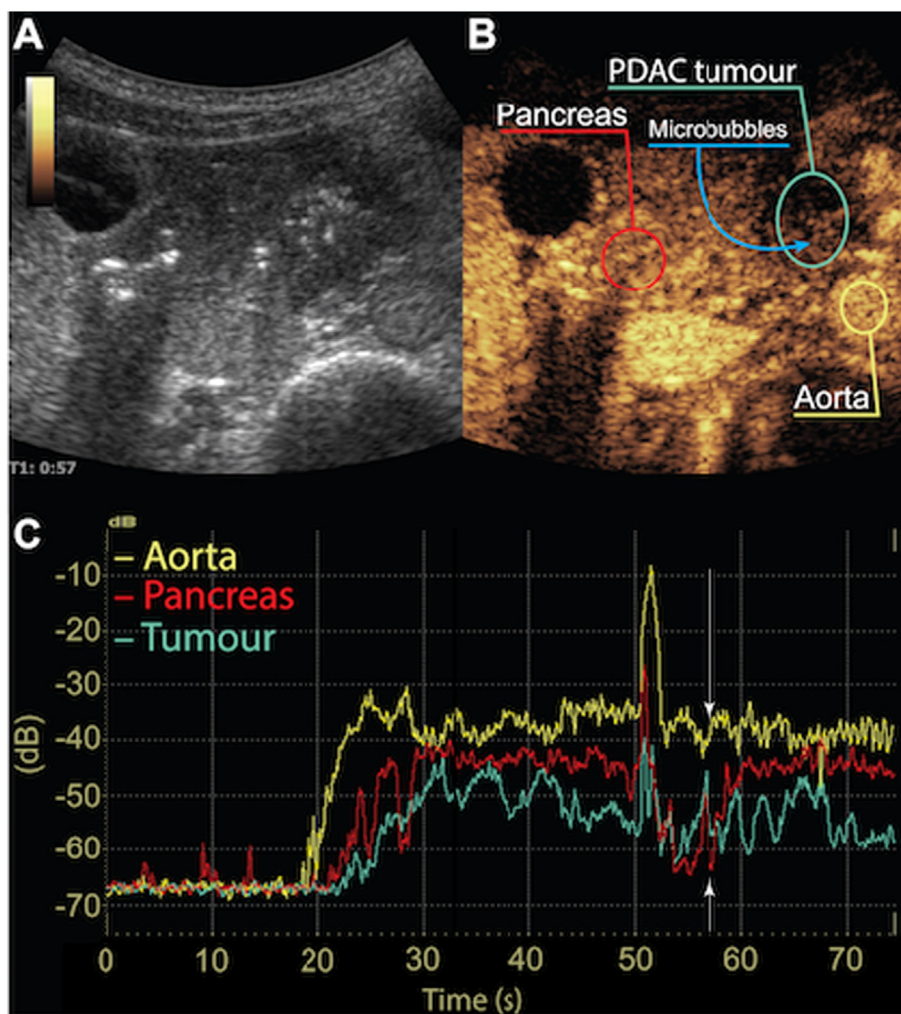 A
B
PDAC tumour
Pancreas
Microbubbles
Aorta
T1: 0:57
C
dB
– Aorta
– Pancreas
– Tumour
-10
-20
-30
-40
-50
-60
-70
(dB)
0 10 20 30 40 50 60 70
Time (s)